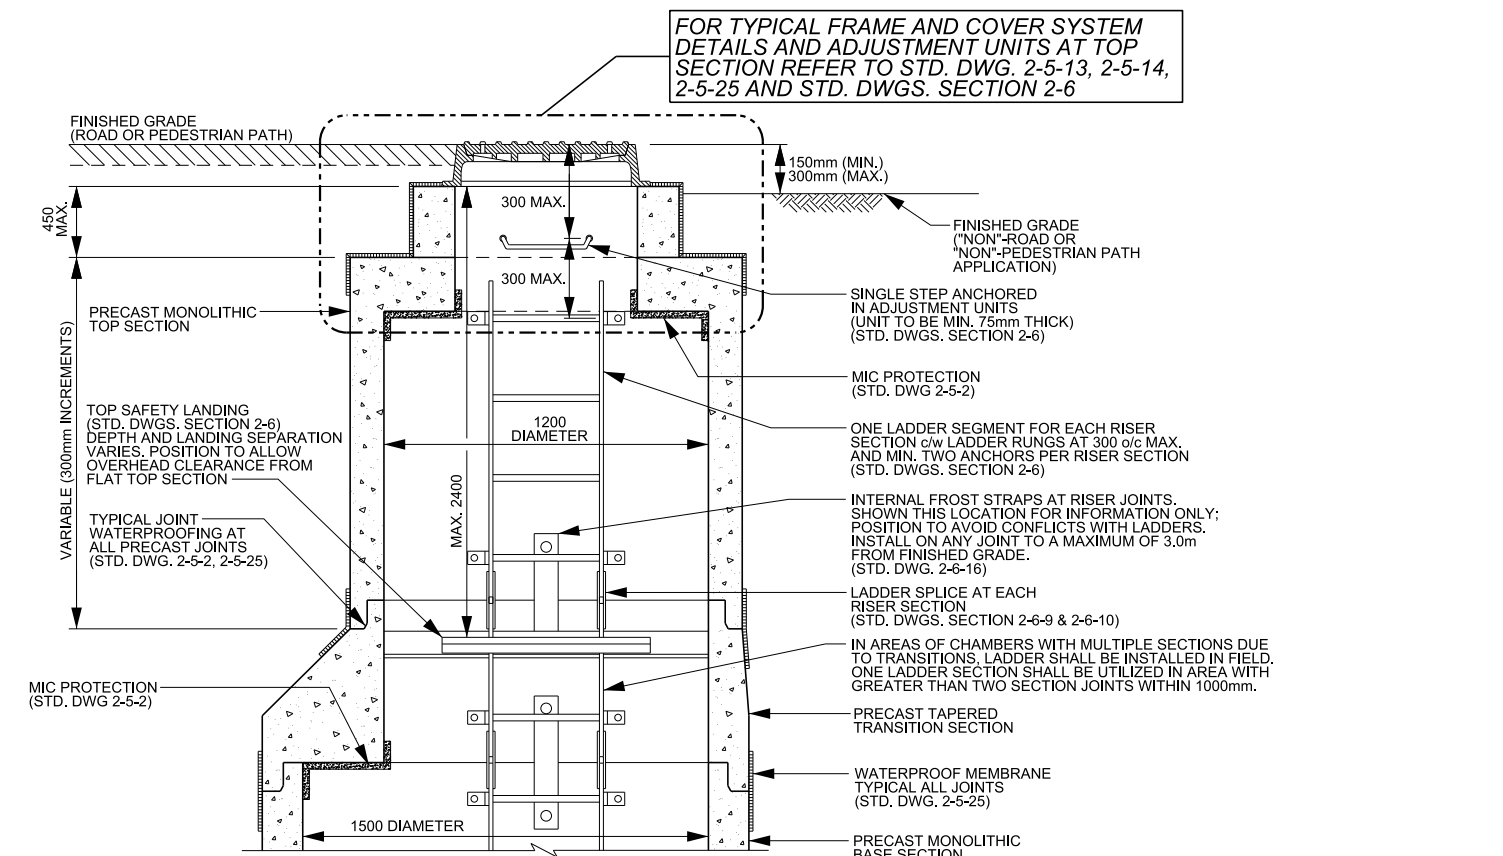 FOR TYPICAL FRAME AND COVER SYSTEM
DETAILS AND ADJUSTMENT UNITS AT TOP
SECTION REFER TO STD. DWG. 2-5-13, 2-5-14,
2-5-25 AND STD. DWGS. SECTION 2-6
FINISHED GRADE
(ROAD OR PEDESTRIAN PATH)
150mm (MIN.)
300mm (MAX.)
450
MAX.
300 MAX.
FINISHED GRADE
("NON"-ROAD OR
"NON"-PEDESTRIAN PATH
APPLICATION)
300 MAX.
SINGLE STEP ANCHORED
IN ADJUSTMENT UNITS
(UNIT TO BE MIN. 75mm THICK)
(STD. DWGS. SECTION 2-6)
PRECAST MONOLITHIC
TOP SECTION
MIC PROTECTION
(STD. DWG 2-5-2)
VARIABLE (300mm INCREMENTS)
TOP SAFETY LANDING
(STD. DWGS. SECTION 2-6)
DEPTH AND LANDING SEPARATION
VARIES. POSITION TO ALLOW
OVERHEAD CLEARANCE FROM
FLAT TOP SECTION
1200
DIAMETER
ONE LADDER SEGMENT FOR EACH RISER
SECTION c/w LADDER RUNGS AT 300 o/c MAX.
AND MIN. TWO ANCHORS PER RISER SECTION
(STD. DWGS. SECTION 2-6)
MAX. 2400
INTERNAL FROST STRAPS AT RISER JOINTS.
SHOWN THIS LOCATION FOR INFORMATION ONLY;
POSITION TO AVOID CONFLICTS WITH LADDERS.
INSTALL ON ANY JOINT TO A MAXIMUM OF 3.0m
FROM FINISHED GRADE.
(STD. DWG. 2-6-16)
TYPICAL JOINT
WATERPROOFING AT
ALL PRECAST JOINTS
(STD. DWG. 2-5-2, 2-5-25)
LADDER SPLICE AT EACH
RISER SECTION
(STD. DWGS. SECTION 2-6-9 & 2-6-10)
IN AREAS OF CHAMBERS WITH MULTIPLE SECTIONS DUE
TO TRANSITIONS, LADDER SHALL BE INSTALLED IN FIELD.
ONE LADDER SECTION SHALL BE UTILIZED IN AREA WITH
GREATER THAN TWO SECTION JOINTS WITHIN 1000mm.
MIC PROTECTION
(STD. DWG 2-5-2)
PRECAST TAPERED
TRANSITION SECTION
WATERPROOF MEMBRANE
TYPICAL ALL JOINTS
(STD. DWG. 2-5-25)
1500 DIAMETER
PRECAST MONOLITHIC
BASE SECTION